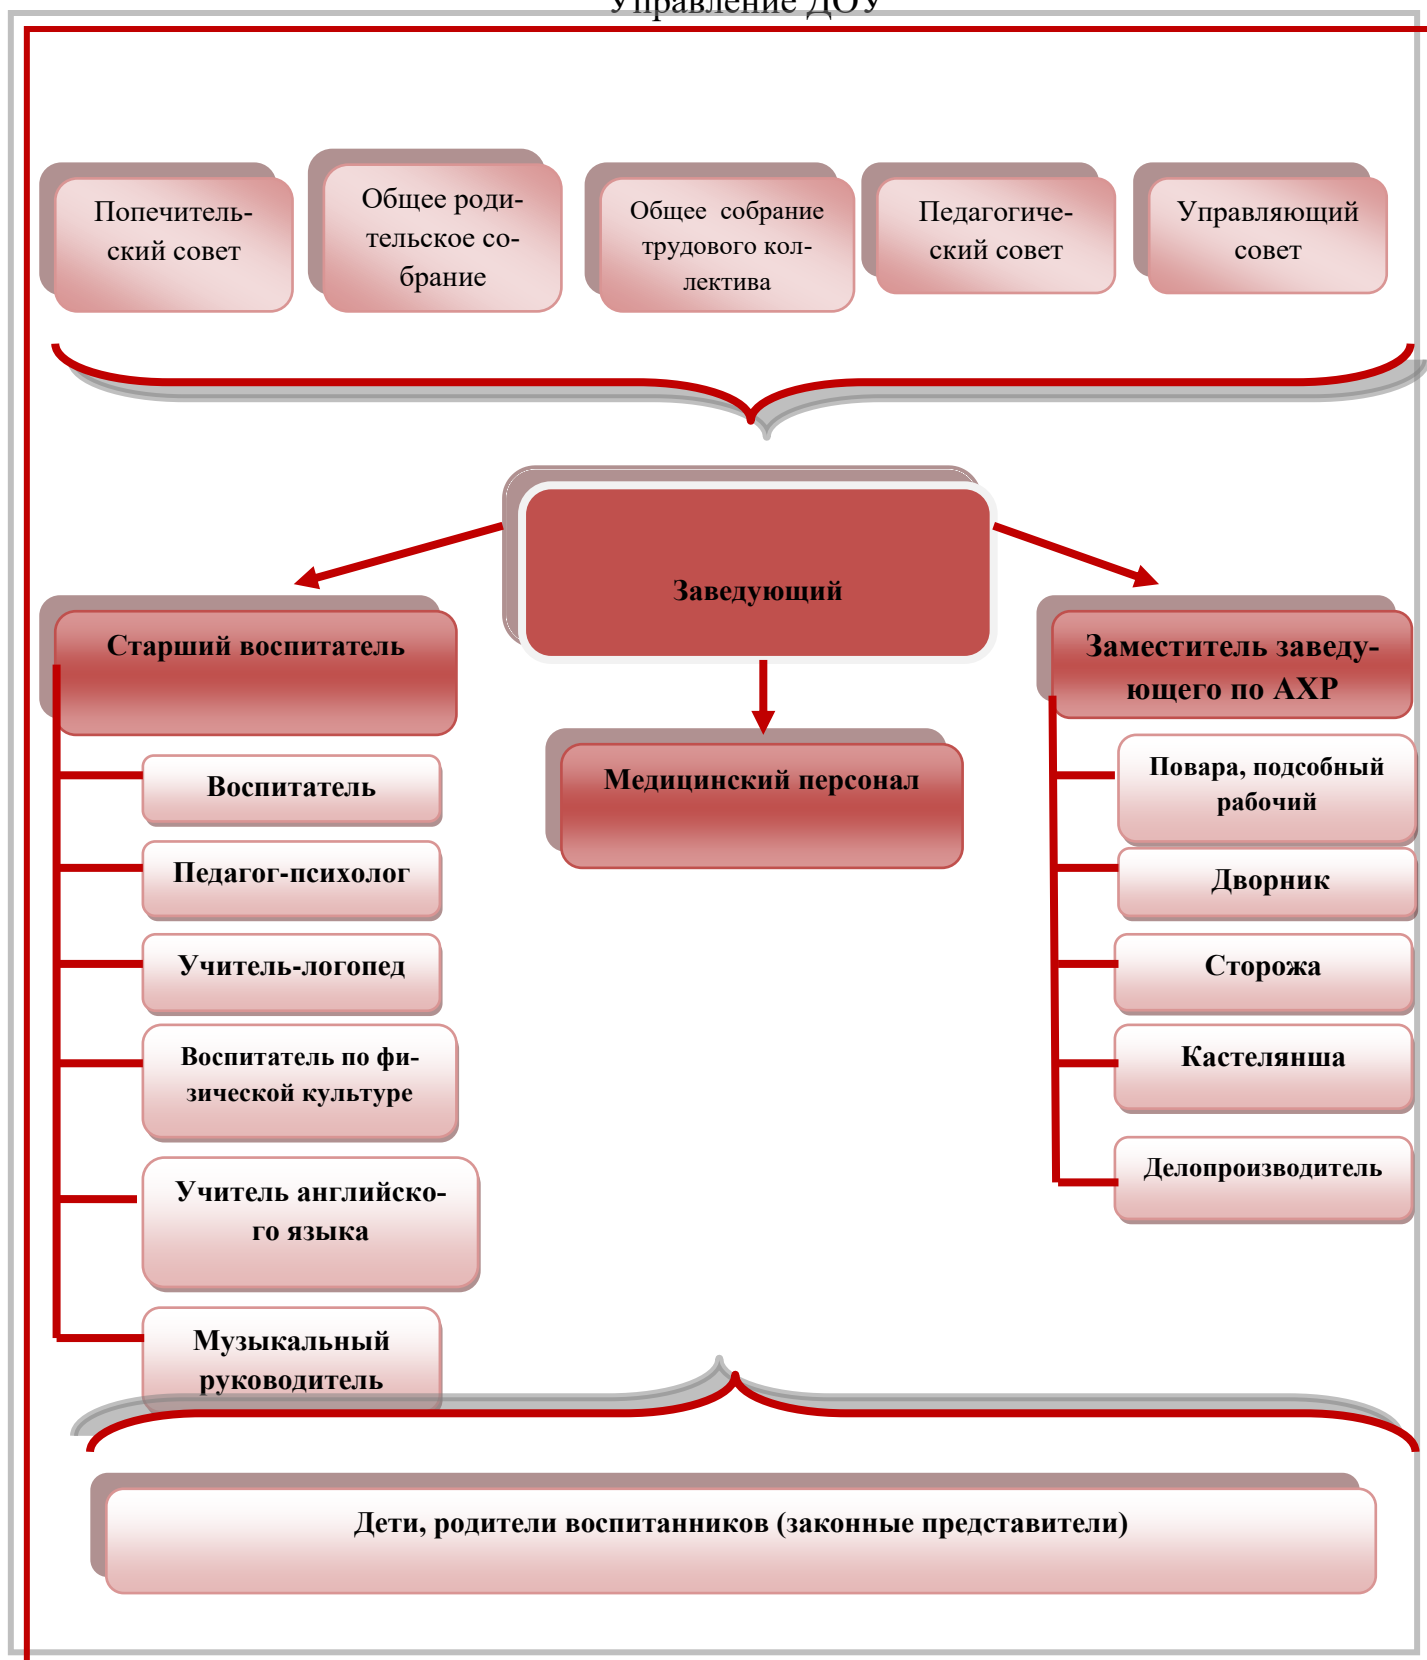 Управление ДОУ
Попечитель-
ский совет
Общее роди-
тельское со-
брание
Общее собрание
трудового кол-
лектива
Педагогиче-
ский совет
Управляющий
совет
Заведующий
Старший воспитатель
Заместитель заведу-
ющего по АХР
Медицинский персонал
Воспитатель
Педагог-психолог
Учитель-логопед
Воспитатель по фи-
зической культуре
Учитель английско-
го языка
Музыкальный
руководитель
Повара, подсобный
рабочий
Дворник
Сторожа
Кастелянша
Делопроизводитель
Дети, родители воспитанников (законные представители)